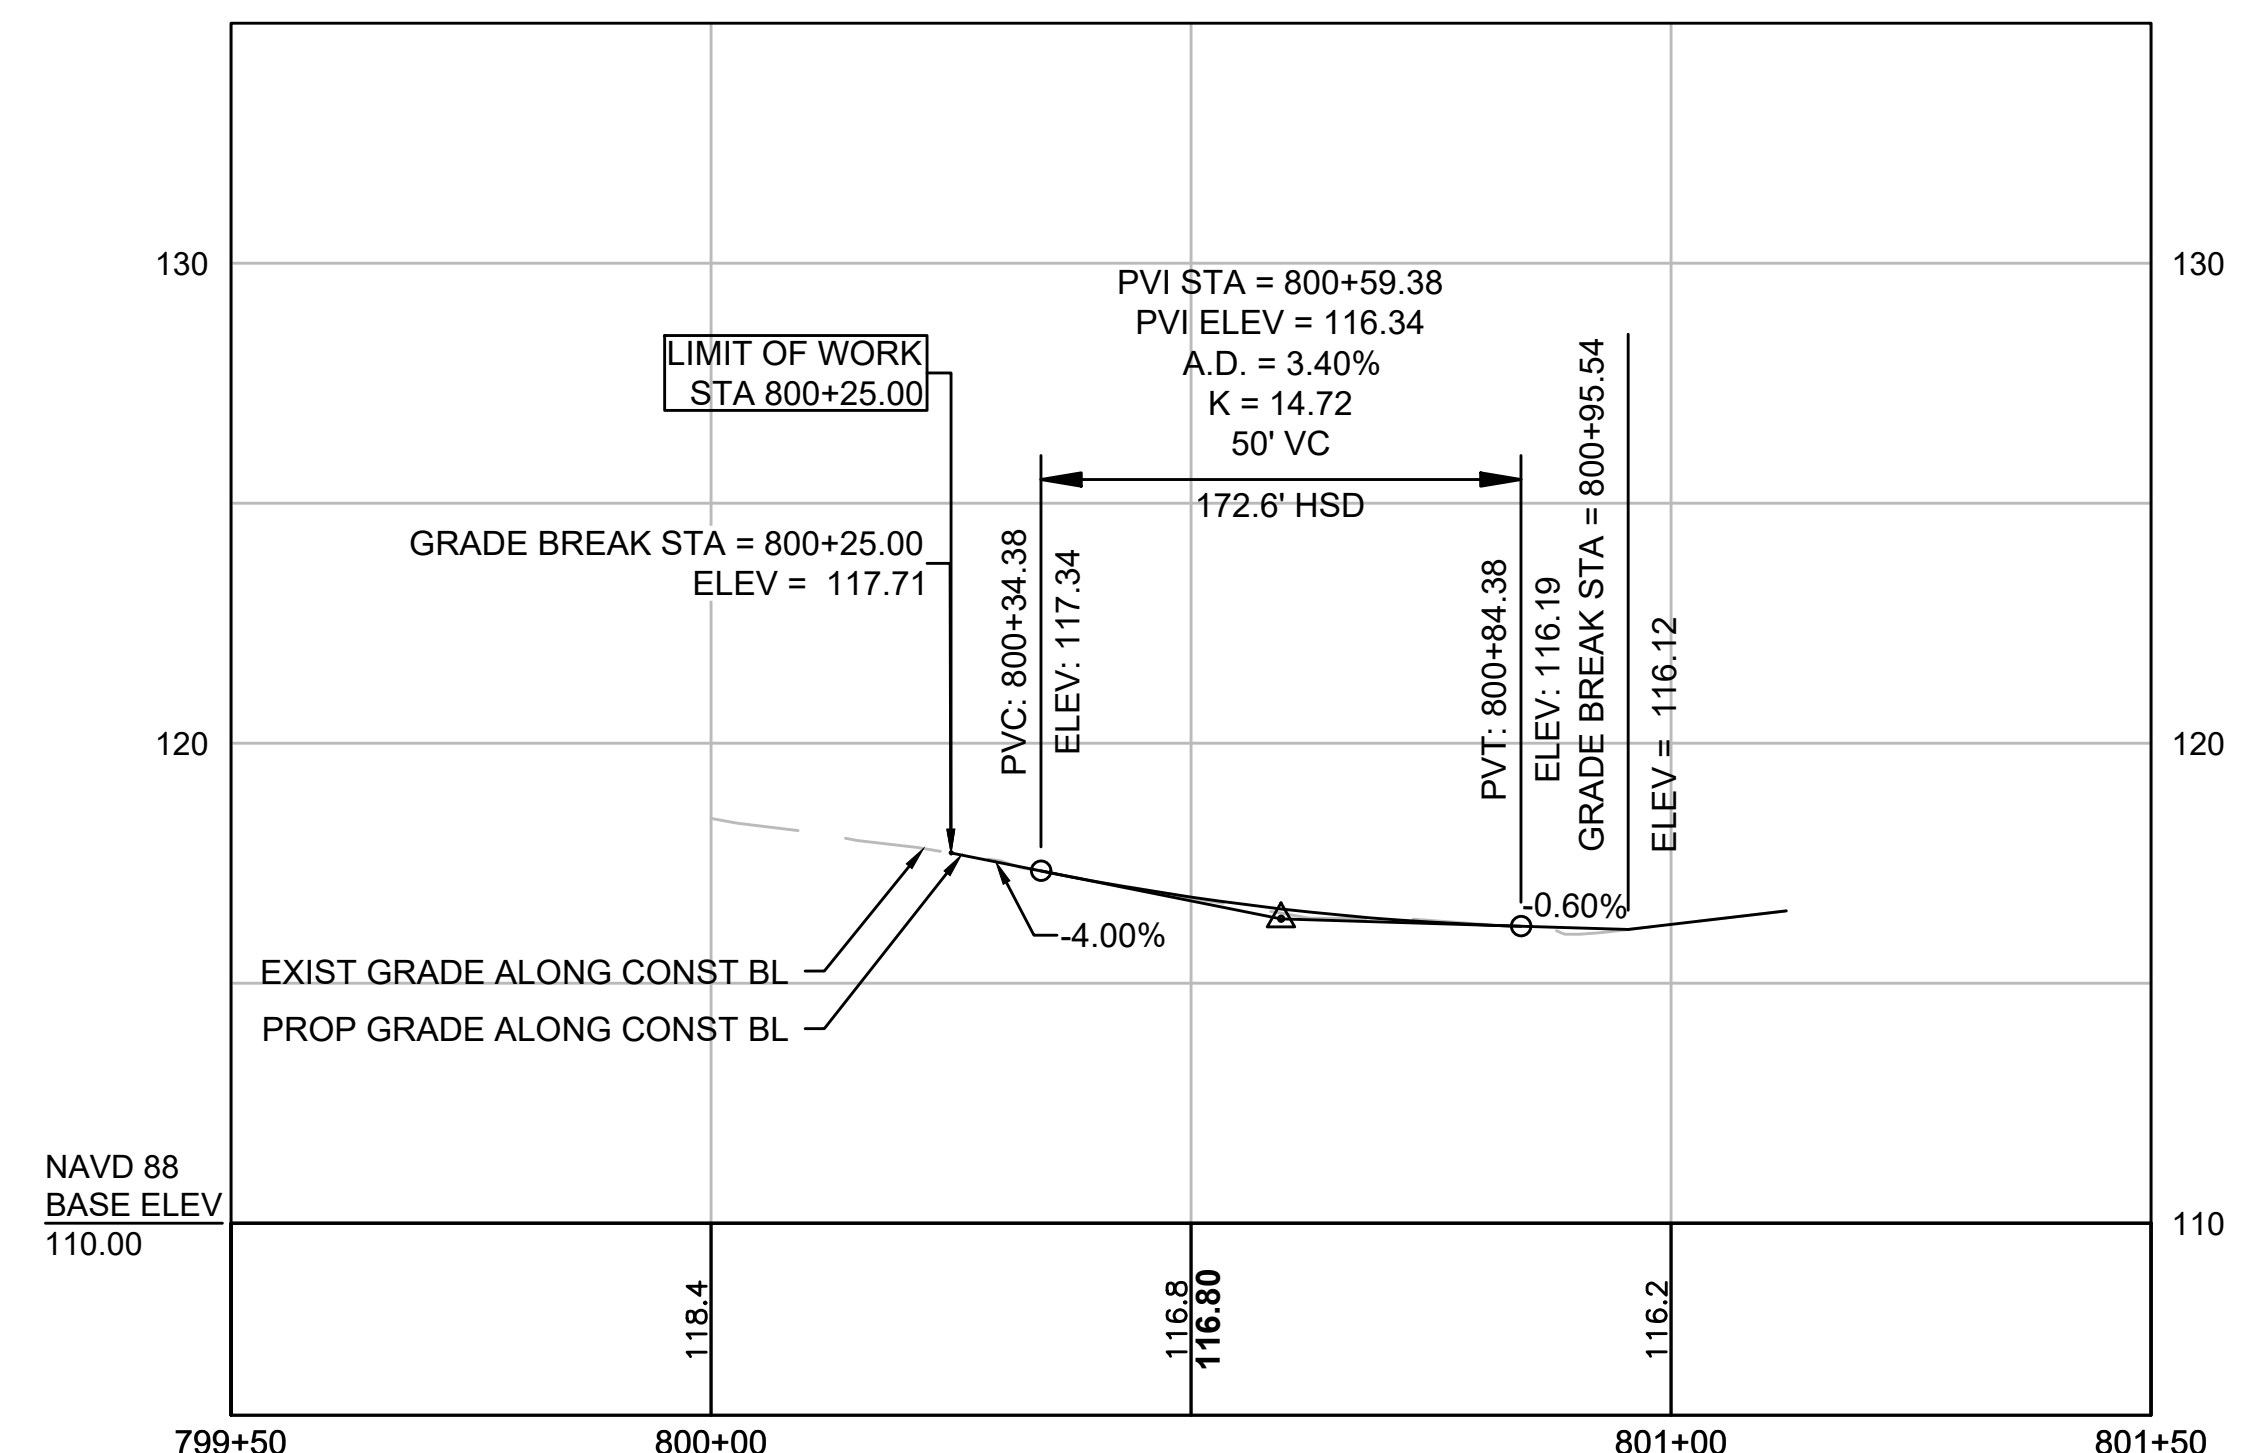 130
130
PVI STA = 800+59.38
PVI ELEV = 116.34
A.D. = 3.40%
K = 14.72
50' VC
172.6' HSD
LIMIT OF WORK
STA 800+25.00
GRADE BREAK STA = 800+25.00
ELEV = 117.71
PVC: 800+34.38
ELEV: 117.34
PVT: 800+84.38
ELEV: 116.19
GRADE BREAK STA = 800+95.54
ELEV = 116.12
120
120
-0.60%
-4.00%
EXIST GRADE ALONG CONST BL
PROP GRADE ALONG CONST BL
NAVD 88
BASE ELEV
110.00
110
118.4
116.8
116.80
116.2
799+50
800+00
801+00
801+50